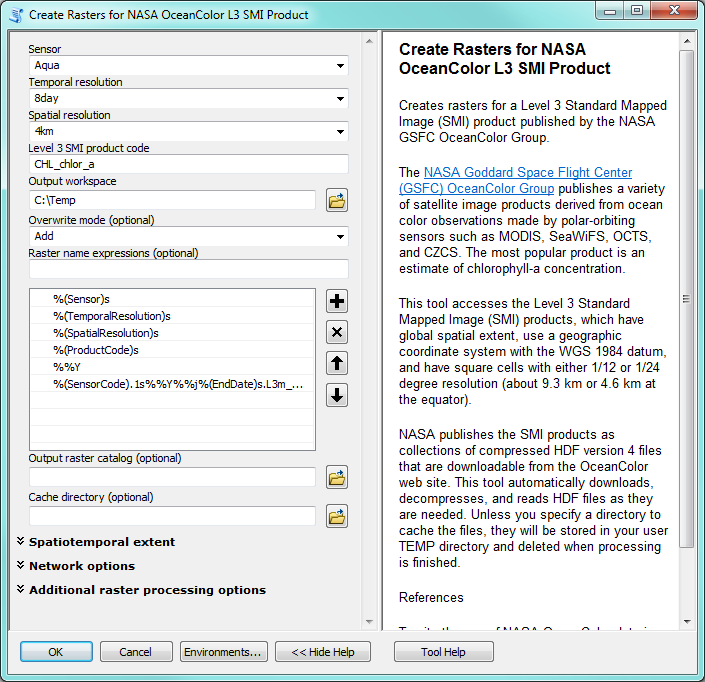 Create Rasters for NASA OceanColor L3 SMI Product
Sensor
Aqua
Temporal resolution
8day
Spatial resolution
4km
Level 3 SMI product code
CHL_chlor_a
Output workspace
C:\Temp
Overwrite mode (optional)
Add
Raster name expressions (optional)
%(Sensor)s
%(TemporalResolution)s
%(SpatialResolution)s
%(ProductCode)s
%%Y
%(SensorCode).1s%%Y%%j%(EndDate)s.L3m_...
Output raster catalog (optional)
Cache directory (optional)
Spatiotemporal extent
Network options
Additional raster processing options
Create Rasters for NASA
OceanColor L3 SMI Product
Creates rasters for a Level 3 Standard Mapped
Image (SMI) product published by the NASA
GSFC OceanColor Group.
The NASA Goddard Space Flight Center
(GSFC) OceanColor Group publishes a variety
of satellite image products derived from ocean
color observations made by polar-orbiting
sensors such as MODIS, SeaWiFS, OCTS,
and CZCS. The most popular product is an
estimate of chlorophyll-a concentration.
This tool accesses the Level 3 Standard
Mapped Image (SMI) products, which have
global spatial extent, use a geographic
coordinate system with the WGS 1984 datum,
and have square cells with either 1/12 or 1/24
degree resolution (about 9.3 km or 4.6 km at
the equator).
NASA publishes the SMI products as
collections of compressed HDF version 4 files
that are downloadable from the OceanColor
web site. This tool automatically downloads,
decompresses, and reads HDF files as they
are needed. Unless you specify a directory to
cache the files, they will be stored in your user
TEMP directory and deleted when processing
is finished.
References
OK
Cancel
Environments...
<< Hide Help
Tool Help